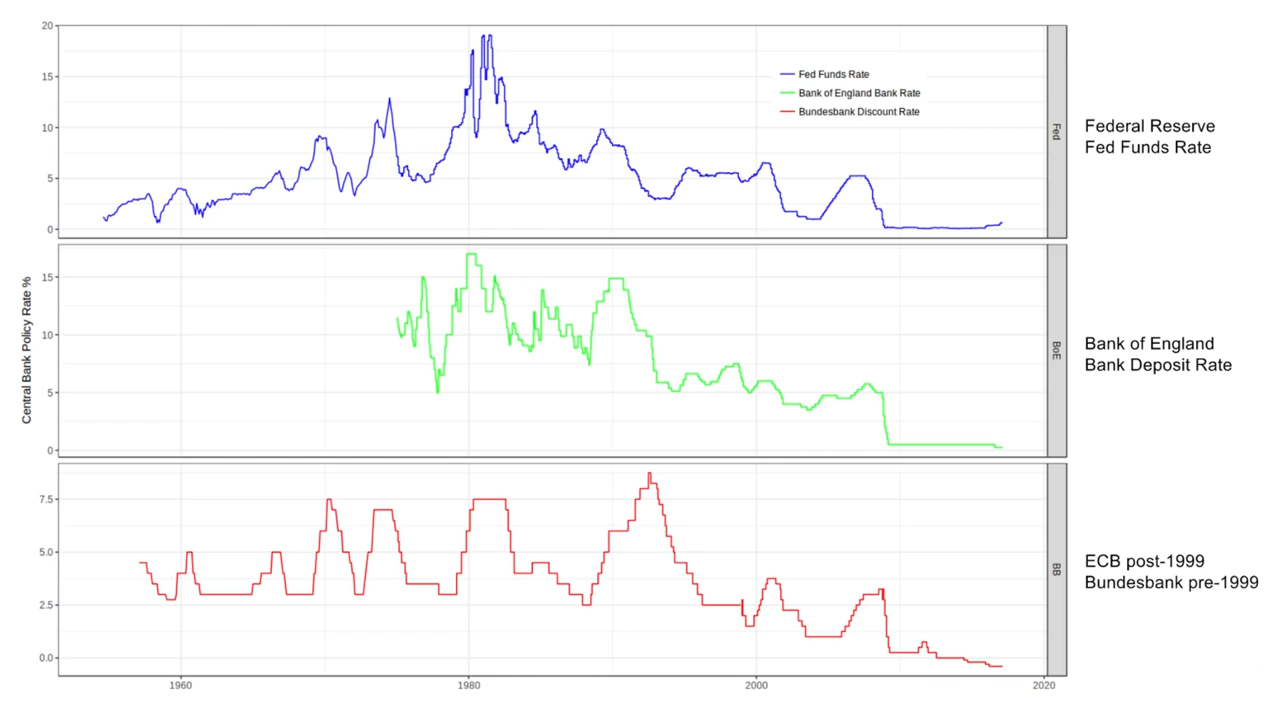 20
15
10
5
0
Fed Funds Rate
Bank of England Bank Rate
Bundesbank Discount Rate
Fed
Federal Reserve
Fed Funds Rate
Central Bank Policy Rate %
15
10
5
0
BoE
Bank of England
Bank Deposit Rate
7.5
5.0
2.5
0.0
BB
ECB post-1999
Bundesbank pre-1999
1960
1980
2000
2020